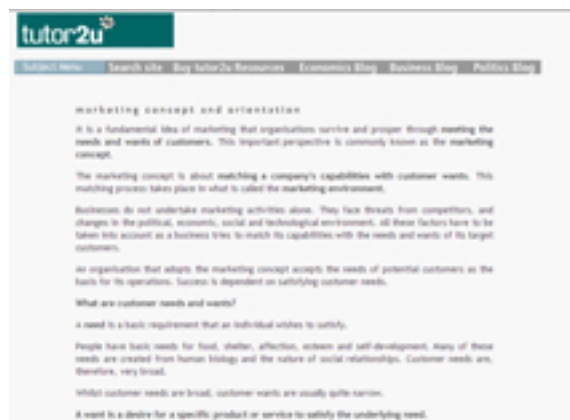 tutor2u
Subject Menu Search site Buy tutor2u Resources Economics Blog Business Blog Politics Blog
marketing concept and orientation
It is a fundamental idea of marketing that organisations survive and prosper through meeting the
needs and wants of customers. This important perspective is commonly known as the marketing
concept.
The marketing concept is about matching a company's capabilities with customer wants. This
matching process takes place in what is called the marketing environment.
Businesses do not undertake marketing activities alone. They face threats from competitors, and
changes in the political, economic, social and technological environment. All these factors have to be
taken into account as a business tries to match its capabilities with the needs and wants of its target
customers.
An organisation that adopts the marketing concept accepts the needs of potential customers as the
basis for its operations. Success is dependent on satisfying customer needs.
What are customer needs and wants?
A need is a basic requirement that an individual wishes to satisfy.
People have basic needs for food, shelter, affection, esteem and self-development. Many of these
needs are created from human biology and the nature of social relationships. Customer needs are,
therefore, very broad.
Whilst customer needs are broad, customer wants are usually quite narrow.
A want is a desire for a specific product or service to satisfy the underlying need.